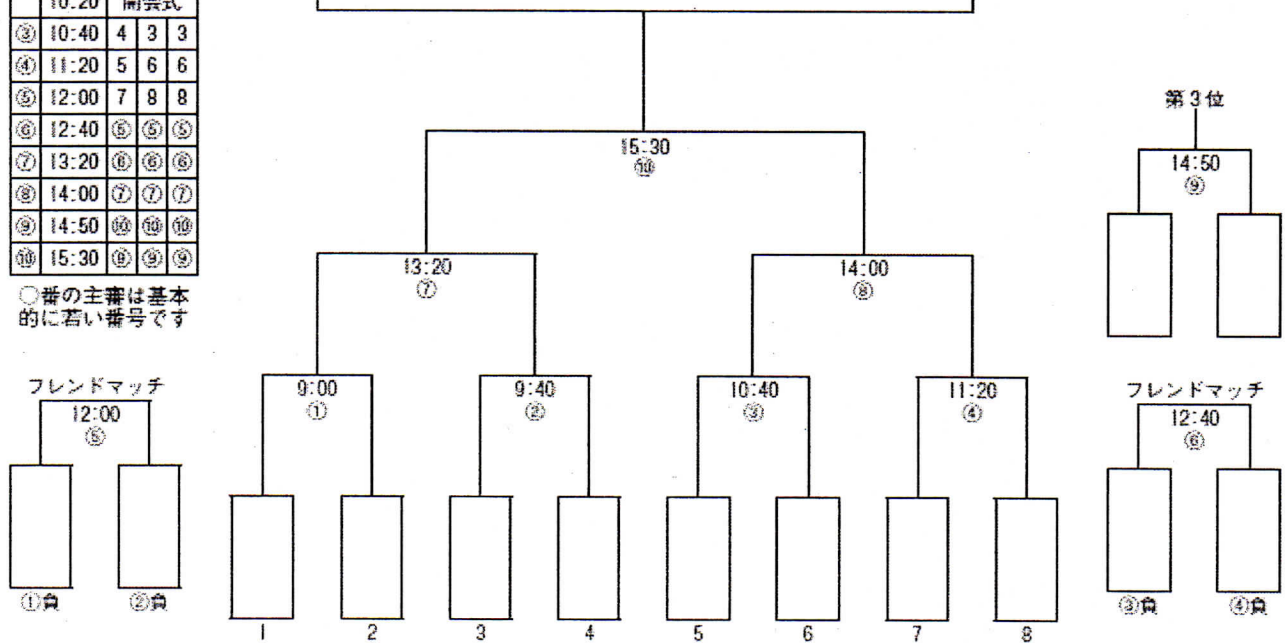 10:20 開会式
③ 10:40 4 3 3
④ 11:20 5 6 6
⑤ 12:00 7 8 8
⑥ 12:40 ⑤ ⑤ ⑤
⑦ 13:20 ⑥ ⑥ ⑥
⑧ 14:00 ⑦ ⑦ ⑦
⑨ 14:50 ⑩ ⑩ ⑩
⑩ 15:30 ⑨ ⑨ ⑨
○番の主審は基本
的に若い番号です
15:30
⑩
第3位
14:50
⑨
13:20
⑦
14:00
⑧
フレンドマッチ
12:00
⑤
①負 ②負
9:00
①
9:40
②
10:40
③
11:20
④
フレンドマッチ
12:40
⑥
③負 ④負
1 2 3 4 5 6 7 8